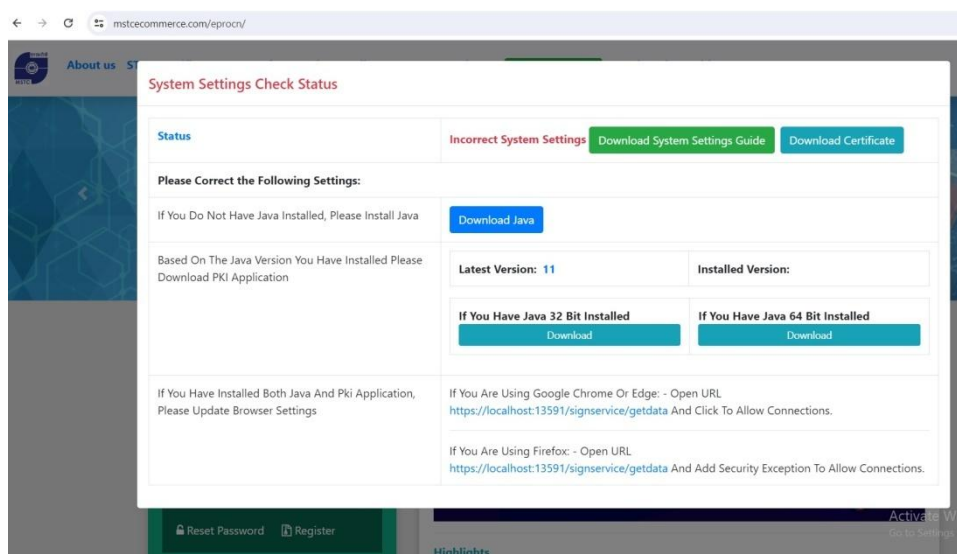 mstcecommerce.com/eprocn/
MSTC
About us ST
System Settings Check Status
Status
Incorrect System Settings Download System Settings Guide Download Certificate
Please Correct the Following Settings:
If You Do Not Have Java Installed, Please Install Java
Download Java
Based On The Java Version You Have Installed Please
Download PKI Application
Latest Version: 11 Installed Version:
If You Have Java 32 Bit Installed If You Have Java 64 Bit Installed
Download Download
If You Have Installed Both Java And Pki Application,
Please Update Browser Settings
If You Are Using Google Chrome Or Edge: - Open URL
https://localhost:13591/signservice/getdata And Click To Allow Connections.
If You Are Using Firefox: - Open URL
https://localhost:13591/signservice/getdata And Add Security Exception To Allow Connections.
Reset Password Register
Highlights
Activate W
Go to Settings